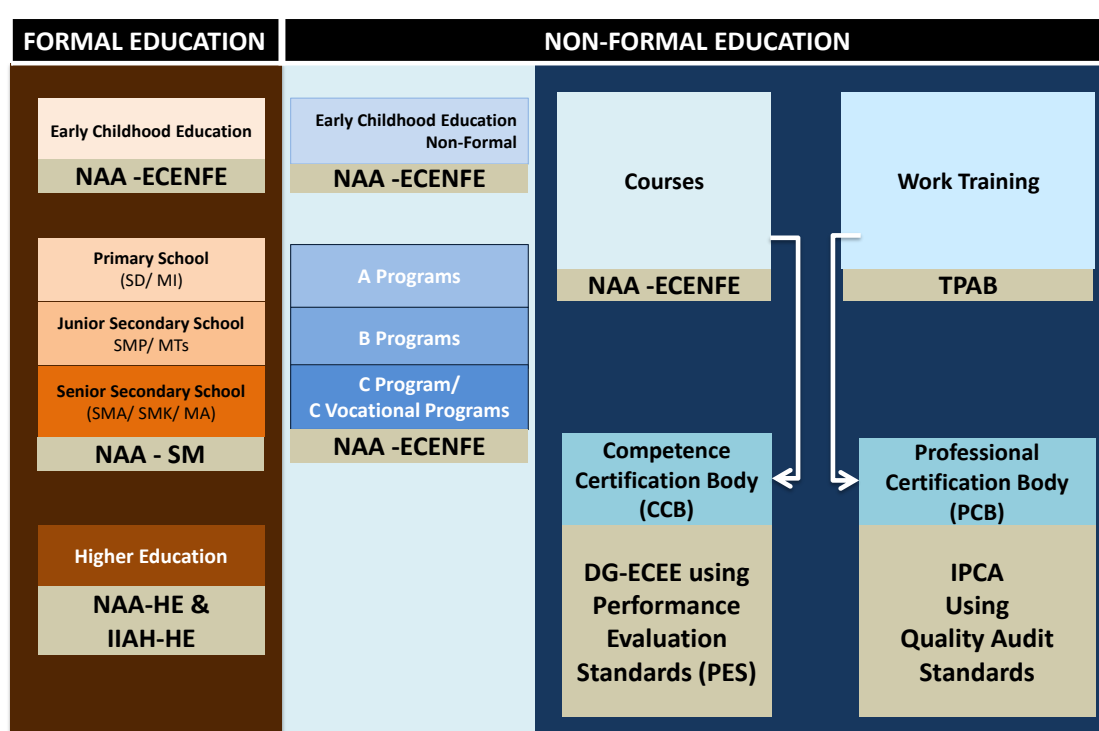 FORMAL EDUCATION
NON-FORMAL EDUCATION
Early Childhood Education
NAA -ECENFE
Primary School
(SD/ MI)
Junior Secondary School
SMP/ MTs
Senior Secondary School
(SMA/ SMK/ MA)
NAA - SM
Higher Education
NAA-HE &
IIAH-HE
Early Childhood Education
Non-Formal
NAA -ECENFE
A Programs
B Programs
C Program/
C Vocational Programs
NAA -ECENFE
Courses
NAA -ECENFE
Competence
Certification Body
(CCB)
DG-ECEE using
Performance
Evaluation
Standards (PES)
Work Training
TPAB
Professional
Certification Body
(PCB)
IPCA
Using
Quality Audit
Standards